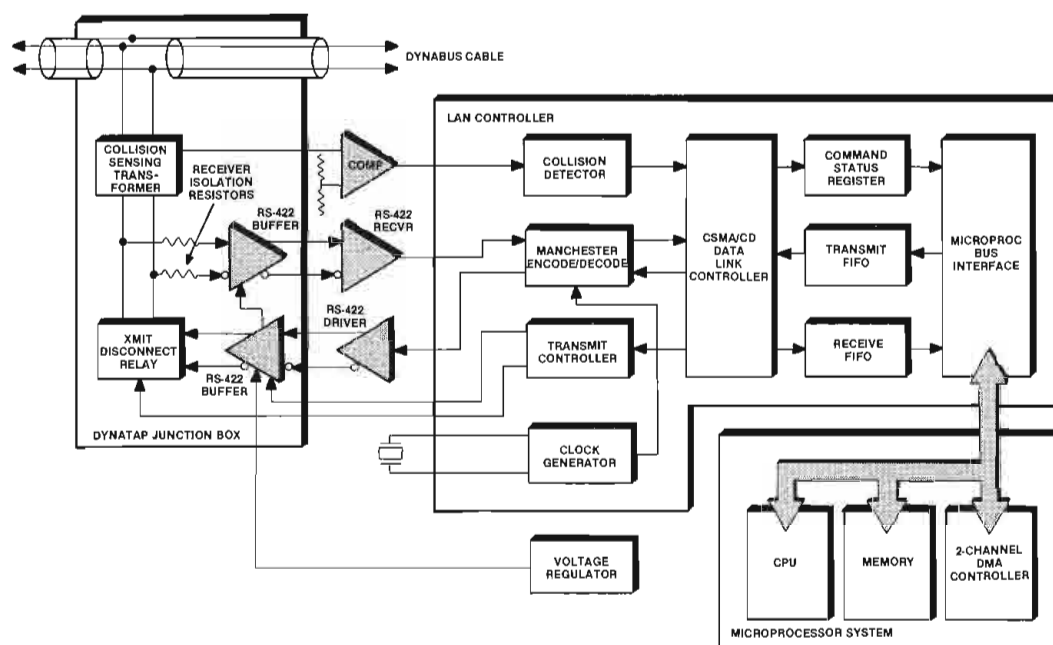 DYNABUS CABLE
LAN CONTROLLER
COLLISION
SENSING
TRANS-
FORMER
RECEIVER
ISOLATION
RESISTORS
COMP
COLLISION
DETECTOR
COMMAND
STATUS
REGISTER
RS-422
BUFFER
RS-422
RECVR
MANCHESTER
ENCODE/DECODE
CSMA/CD
DATA
LINK
CONTROLLER
TRANSMIT
FIFO
MICROPROC
BUS
INTERFACE
XMIT
DISCONNECT
RELAY
RS-422
DRIVER
RS-422
BUFFER
TRANSMIT
CONTROLLER
RECEIVE
FIFO
DYNATAP JUNCTION BOX
CLOCK
GENERATOR
VOLTAGE
REGULATOR
CPU
MEMORY
2-CHANNEL
DMA
CONTROLLER
MICROPROCESSOR SYSTEM